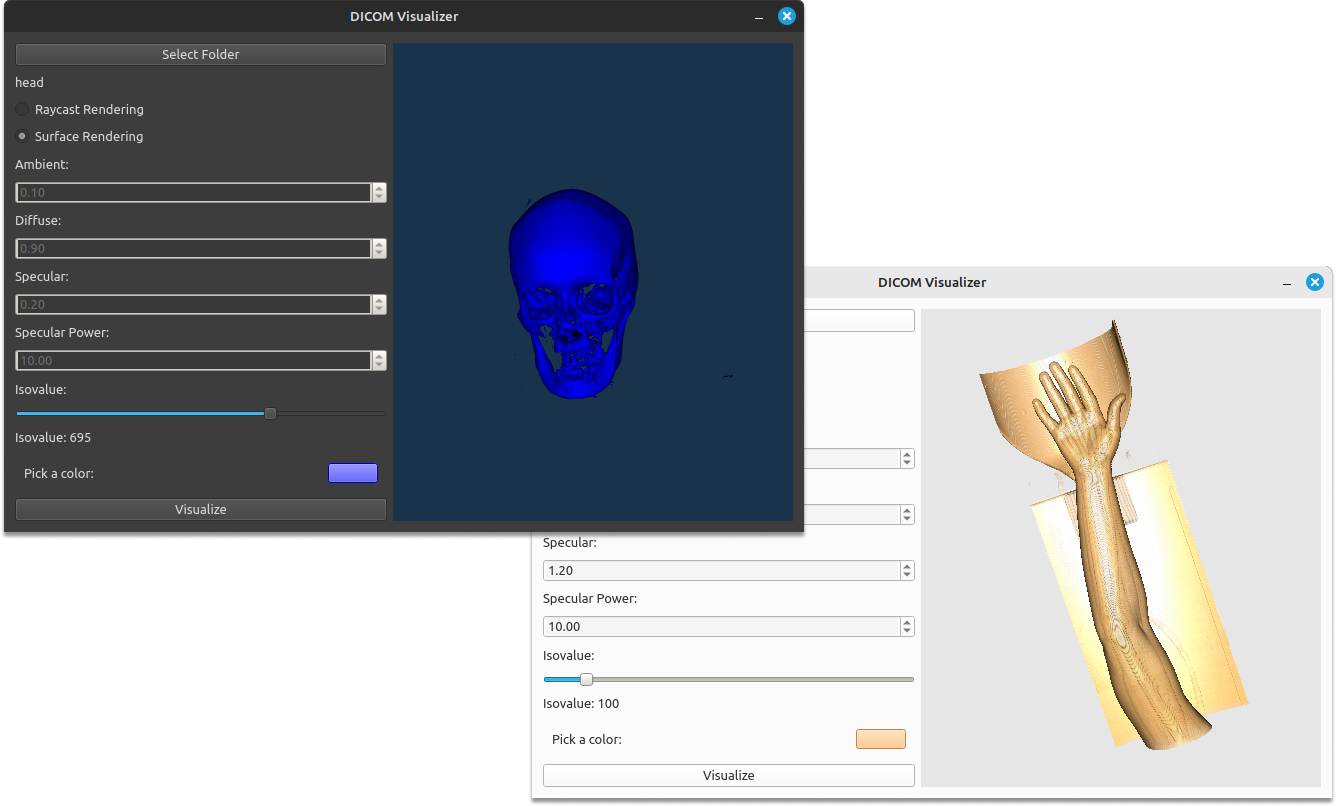 DICOM Visualizer
Select Folder
head
Raycast Rendering
Surface Rendering
Ambient:
0.10
Diffuse:
0.90
Specular:
0.20
Specular Power:
10.00
Isovalue:
Isovalue: 695
Pick a color:
Visualize
DICOM Visualizer
Specular:
1.20
Specular Power:
10.00
Isovalue:
Isovalue: 100
Pick a color:
Visualize